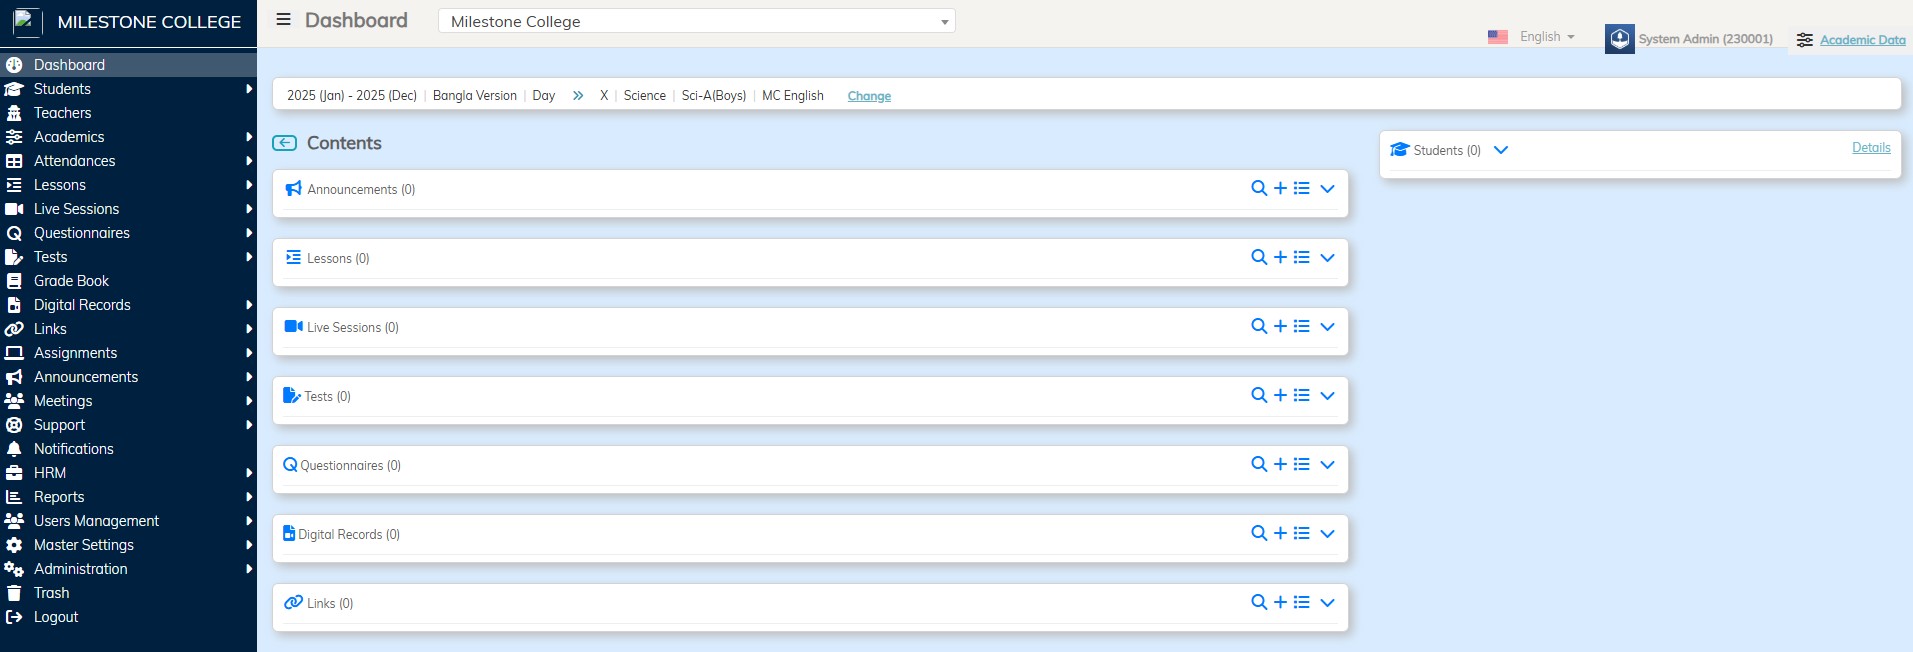 MILESTONE COLLEGE
Dashboard
Students
Teachers
Academics
Attendances
Lessons
Live Sessions
Questionnaires
Tests
Grade Book
Digital Records
Links
Assignments
Announcements
Meetings
Support
Notifications
HRM
Reports
Users Management
Master Settings
Administration
Trash
Logout
Dashboard
Milestone College
English
System Admin (230001)
Academic Data
2025 (Jan) - 2025 (Dec) | Bangla Version | Day » X | Science | Sci-A(Boys) | MC English Change
Contents
Announcements (0)
Lessons (0)
Live Sessions (0)
Tests (0)
Questionnaires (0)
Digital Records (0)
Links (0)
Students (0)
Details